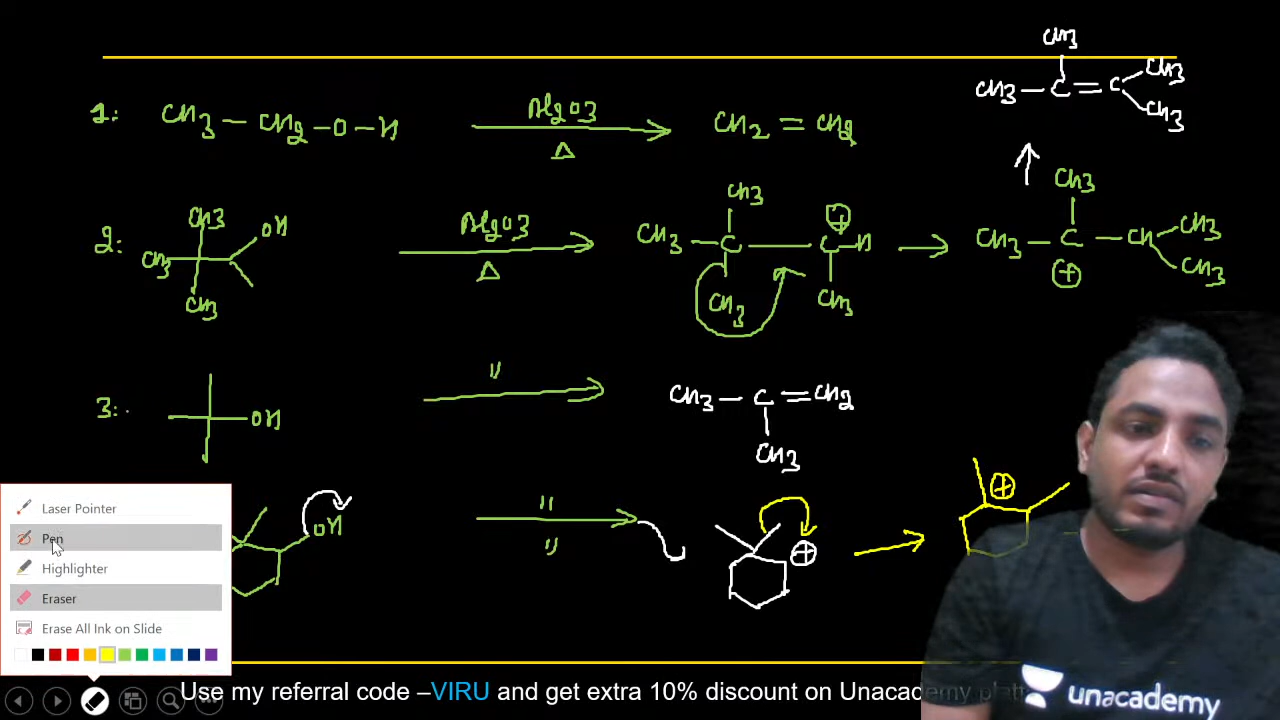 1: CH3 – CH2 – O – H Al2O3 Δ CH2 = CH2
CH3
CH3 – C = C CH3
CH3
2: CH3 OH
CH3
CH3
Al2O3
Δ
CH3
CH3 – C – C – H
CH3 CH3
⊕
CH3
CH3 – C – CH CH3
⊕ CH3
3: OH
"
CH3 – C = CH2
CH3
OH
"
"
⊕
⊕
Laser Pointer
Pen
Highlighter
Eraser
Erase All Ink on Slide
Use my referral code –VIRU and get extra 10% discount on Unacademy
unacademy